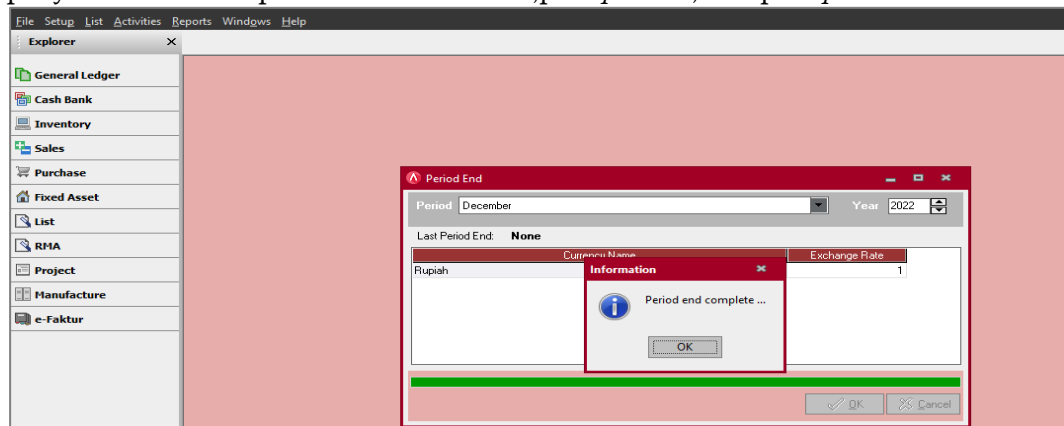 File Setup List Activities Reports Windows Help
Explorer
General Ledger
Cash Bank
Inventory
Sales
Purchase
Fixed Asset
List
RMA
Project
Manufacture
e-Faktur
Period End
Period December Year 2022
Last Period End: None
Currency Name Exchange Rate
Rupiah 1
Information
Period end complete ...
OK
OK Cancel